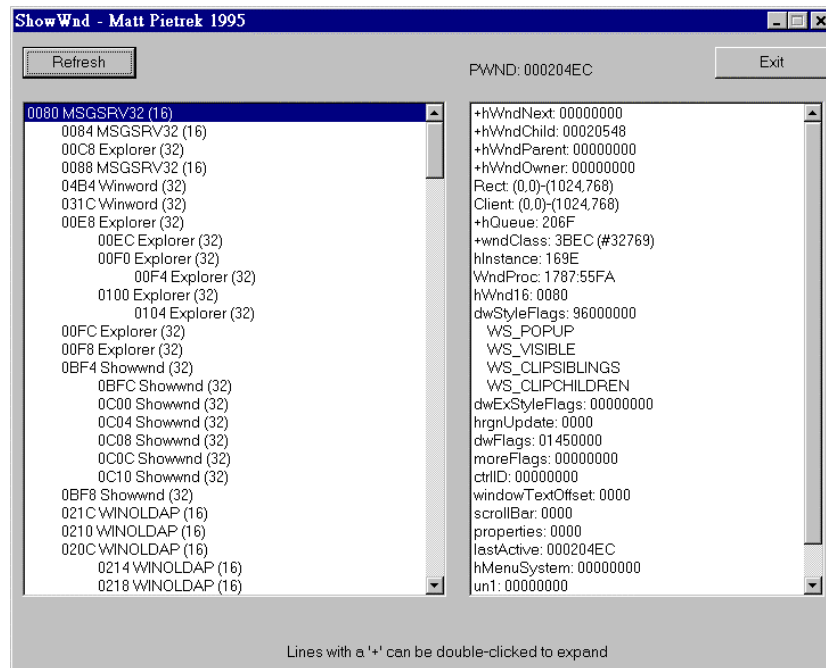 ShowWnd - Matt Pietrek 1995
Refresh
PWND: 000204EC
Exit
0080 MSGSRV32 (16)
0084 MSGSRV32 (16)
00C8 Explorer (32)
0088 MSGSRV32 (16)
04B4 Winword (32)
031C Winword (32)
00E8 Explorer (32)
00EC Explorer (32)
00F0 Explorer (32)
00F4 Explorer (32)
0100 Explorer (32)
0104 Explorer (32)
00FC Explorer (32)
00F8 Explorer (32)
0BF4 Showwnd (32)
0BFC Showwnd (32)
0C00 Showwnd (32)
0C04 Showwnd (32)
0C08 Showwnd (32)
0C0C Showwnd (32)
0C10 Showwnd (32)
0BF8 Showwnd (32)
021C WINOLDAP (16)
0210 WINOLDAP (16)
020C WINOLDAP (16)
0214 WINOLDAP (16)
0218 WINOLDAP (16)
+hWndNext: 00000000
+hWndChild: 00020548
+hWndParent: 00000000
+hWndOwner: 00000000
Rect: (0,0)-(1024,768)
Client: (0,0)-(1024,768)
+hQueue: 206F
+wndClass: 3BEC (#32769)
hInstance: 169E
WndProc: 1787:55FA
hWnd16: 0080
dwStyleFlags: 96000000
WS_POPUP
WS_VISIBLE
WS_CLIPSIBLINGS
WS_CLIPCHILDREN
dwExStyleFlags: 00000000
hrgnUpdate: 0000
dwFlags: 01450000
moreFlags: 00000000
ctrlID: 00000000
windowTextOffset: 0000
scrollBar: 0000
properties: 0000
lastActive: 000204EC
hMenuSystem: 00000000
un1: 00000000
Lines with a '+' can be double-clicked to expand